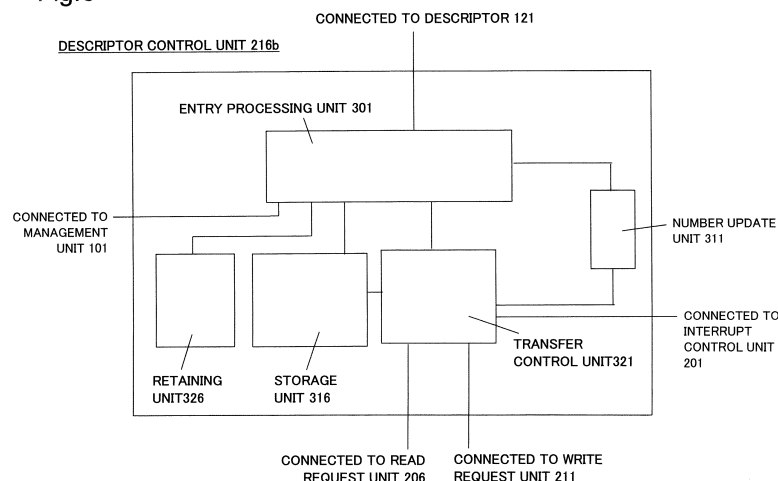 CONNECTED TO DESCRIPTOR 121
DESCRIPTOR CONTROL UNIT 216b
ENTRY PROCESSING UNIT 301
CONNECTED TO
MANAGEMENT
UNIT 101
NUMBER UPDATE
UNIT 311
CONNECTED TO
INTERRUPT
CONTROL UNIT
201
TRANSFER
CONTROL UNIT321
RETAINING
UNIT326
STORAGE
UNIT 316
CONNECTED TO READ
REQUEST UNIT 206
CONNECTED TO WRITE
REQUEST UNIT 211